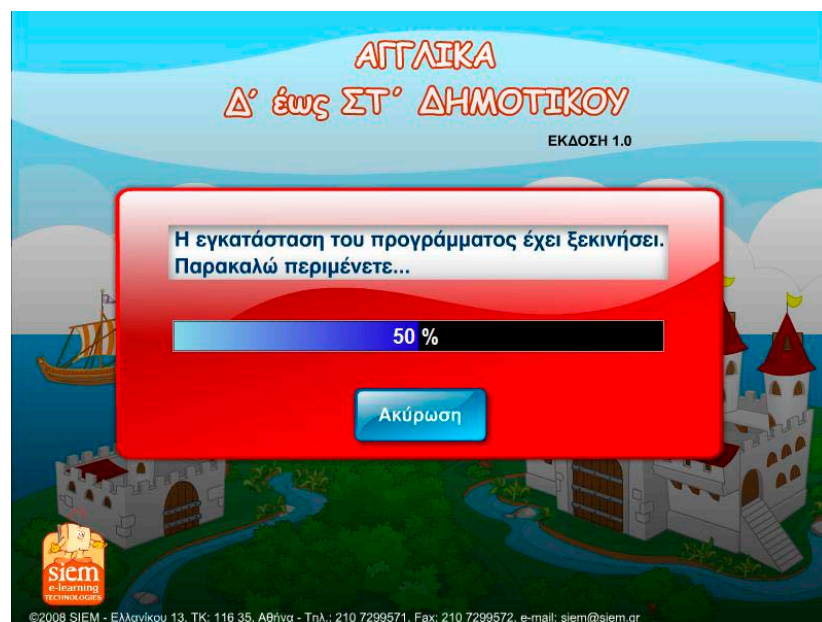 ΑΓΓΛΙΚΑ
Δ΄ έως ΣΤ΄ ΔΗΜΟΤΙΚΟΥ
ΕΚΔΟΣΗ 1.0
Η εγκατάσταση του προγράμματος έχει ξεκινήσει.
Παρακαλώ περιμένετε...
50 %
Ακύρωση
siem
e-learning
TECHNOLOGIES
©2008 SIEM - Ελλανίκου 13, ΤΚ: 116 35, Αθήνα - Τηλ.: 210 7299571, Fax: 210 7299572, e-mail: siem@siem.gr